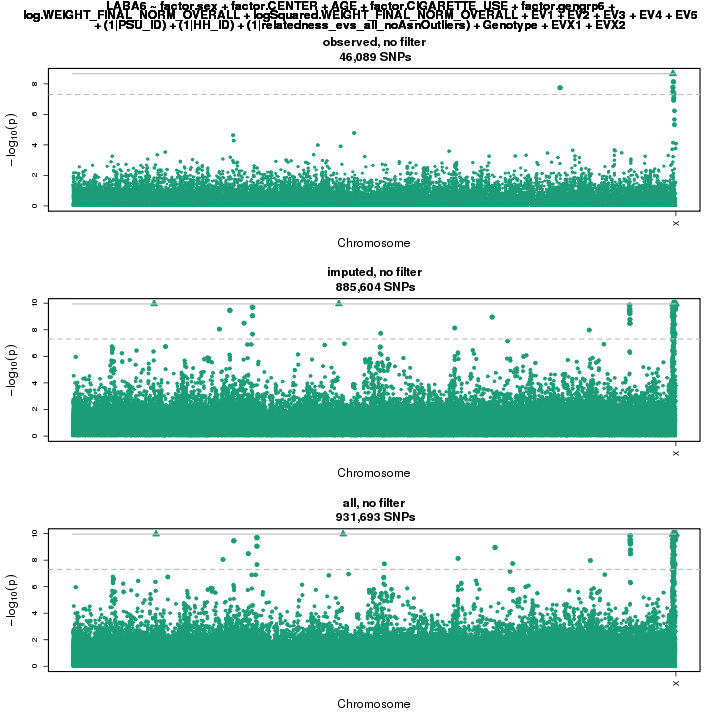 LABA6 ~ factor.sex + factor.CENTER + AGE + factor.CIGARETTE_USE + factor.gengrp6 +
log.WEIGHT_FINAL_NORM_OVERALL + logSquared.WEIGHT_FINAL_NORM_OVERALL + EV1 + EV2 + EV3 + EV4 + EV5
+ (1|PSU_ID) + (1|HH_ID) + (1|relatedness_evs_all_noAsnOutliers) + Genotype + EVX1 + EVX2
observed, no filter
46,089 SNPs
−log10(p)
8
6
4
2
0
X
Chromosome
imputed, no filter
885,604 SNPs
−log10(p)
10
8
6
4
2
0
X
Chromosome
all, no filter
931,693 SNPs
−log10(p)
10
8
6
4
2
0
X
Chromosome